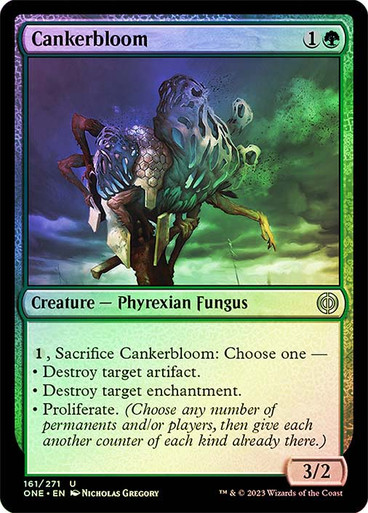 Cankerbloom 1
Creature — Phyrexian Fungus
1, Sacrifice Cankerbloom: Choose one —
• Destroy target artifact.
• Destroy target enchantment.
• Proliferate. (Choose any number of
permanents and/or players, then give each
another counter of each kind already there.)
3/2
161/271 U
ONE • EN Nicholas Gregory ™ & © 2023 Wizards of the Coast